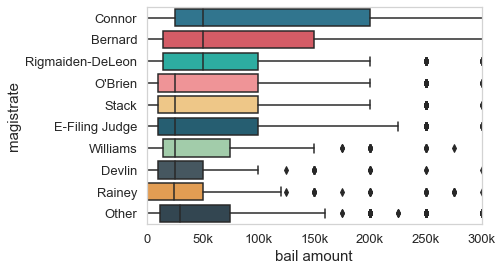 Connor
Bernard
Rigmaiden-DeLeon
O'Brien
Stack
E-Filing Judge
Williams
Devlin
Rainey
Other
magistrate
0 50k 100k 150k 200k 250k 300k
bail amount